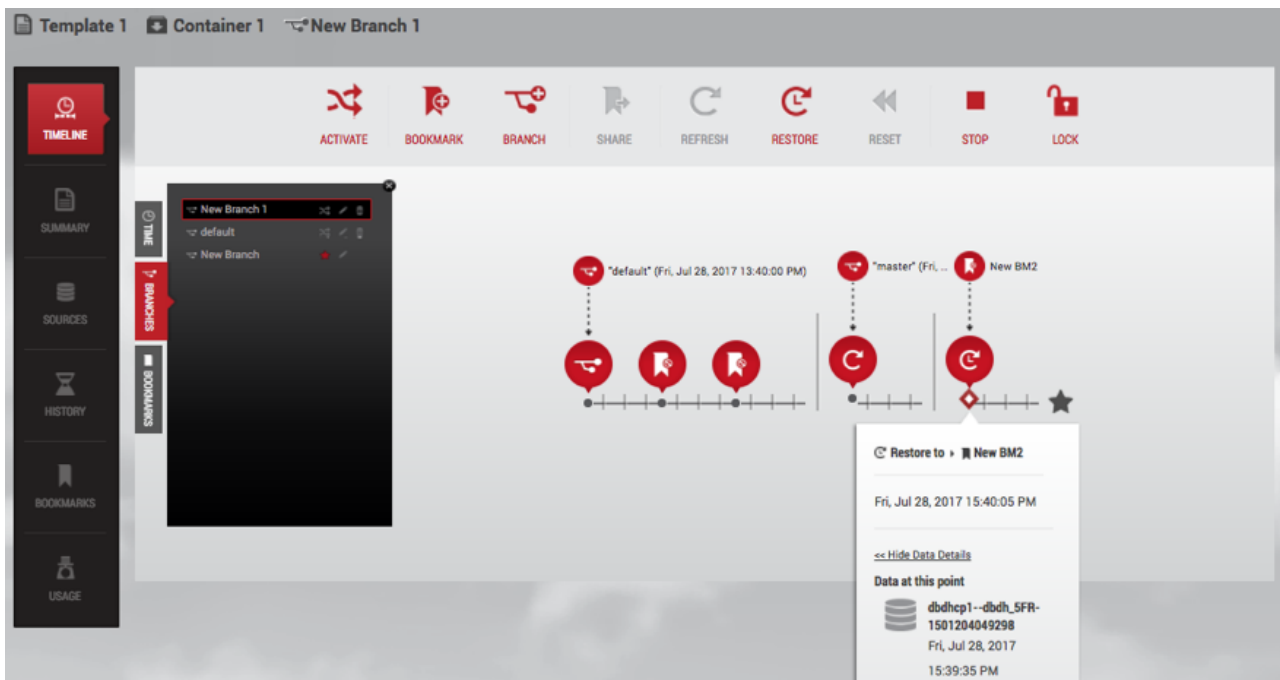 Template 1 Container 1 New Branch 1
TIMELINE
SUMMARY
SOURCES
HISTORY
BOOKMARKS
USAGE
ACTIVATE BOOKMARK BRANCH SHARE REFRESH RESTORE RESET STOP LOCK
TIME
BRANCHES
BOOKMARKS
New Branch 1
default
New Branch
"default" (Fri, Jul 28, 2017 13:40:00 PM) "master" (Fri, ... New BM2
Restore to New BM2
Fri, Jul 28, 2017 15:40:05 PM
<< Hide Data Details
Data at this point
dbdhcp1--dbdh_5FR-
1501204049298
Fri, Jul 28, 2017
15:39:35 PM